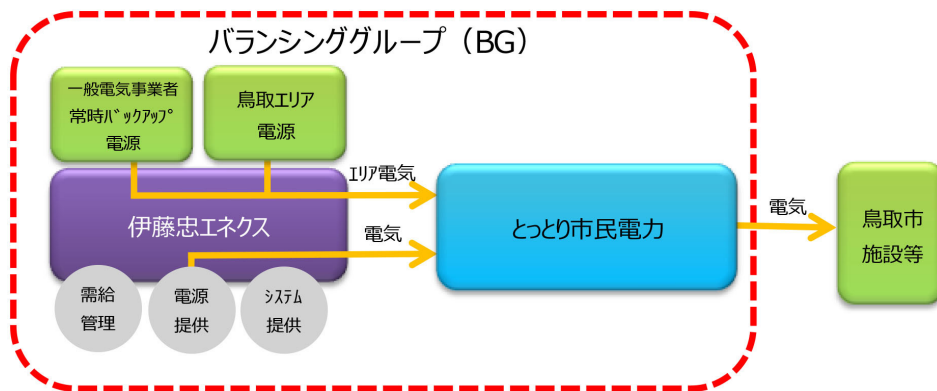 バランシンググループ（BG）
一般電気事業者
常時ﾊﾞｯｸｱｯﾌﾟ
電源
鳥取エリア
電源
ｴﾘｱ電気
伊藤忠エネクス
電気
とっとり市民電力
電気
鳥取市
施設等
需給
管理
電源
提供
ｼｽﾃﾑ
提供